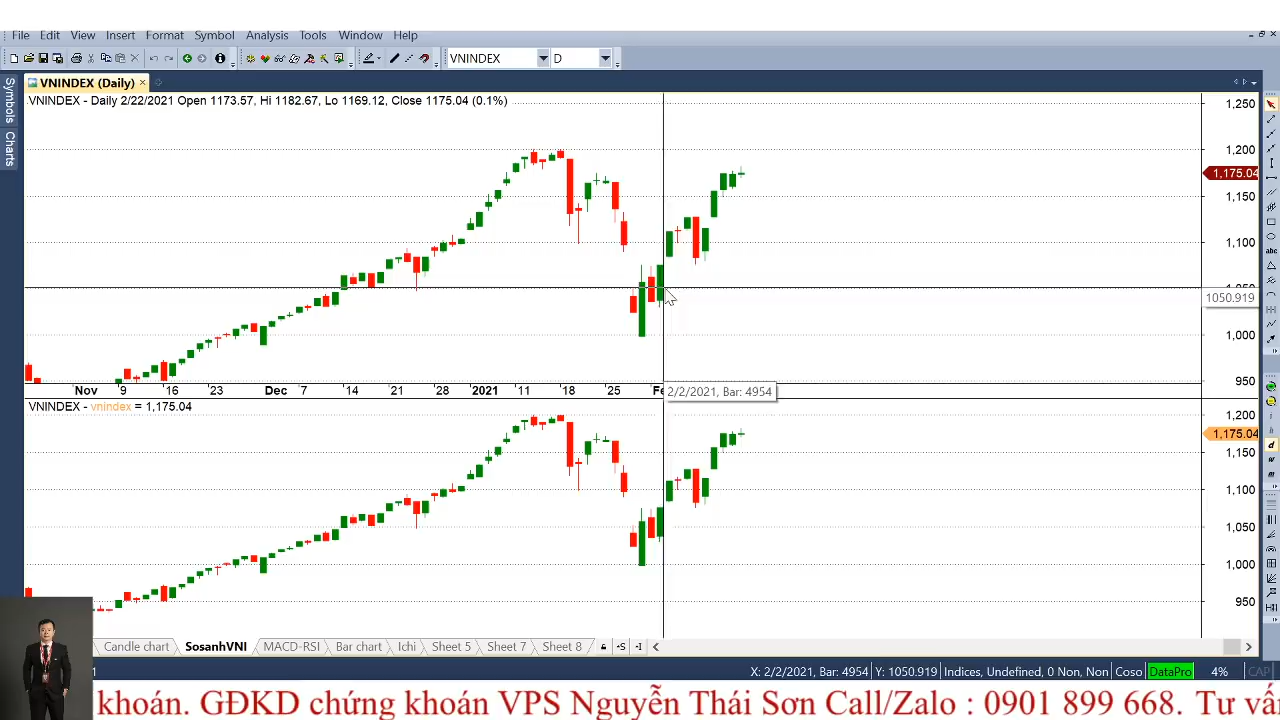 File Edit View Insert Format Symbol Analysis Tools Window Help
VNINDEX D
VNINDEX (Daily)
Symbols
Charts
VNINDEX - Daily 2/22/2021 Open 1173.57, Hi 1182.67, Lo 1169.12, Close 1175.04 (0.1%)
1,250
1,200
1,175.04
1,150
1,100
1050.919
1,000
950
Nov 9 16 23 Dec 7 14 21 28 2021 11 18 25
2/2/2021, Bar: 4954
VNINDEX - vnindex = 1,175.04
1,200
1,175.04
1,150
1,100
1,050
1,000
950
Candle chart SosanhVNI MACD-RSI Bar chart Ichi Sheet 5 Sheet 7 Sheet 8
X: 2/2/2021, Bar: 4954 Y: 1050.919 Indices, Undefined, 0 Non, Non Coso DataPro 4% CAP
khoán. GĐKD chứng khoán VPS Nguyễn Thái Sơn Call/Zalo : 0901 899 668. Tư vấ